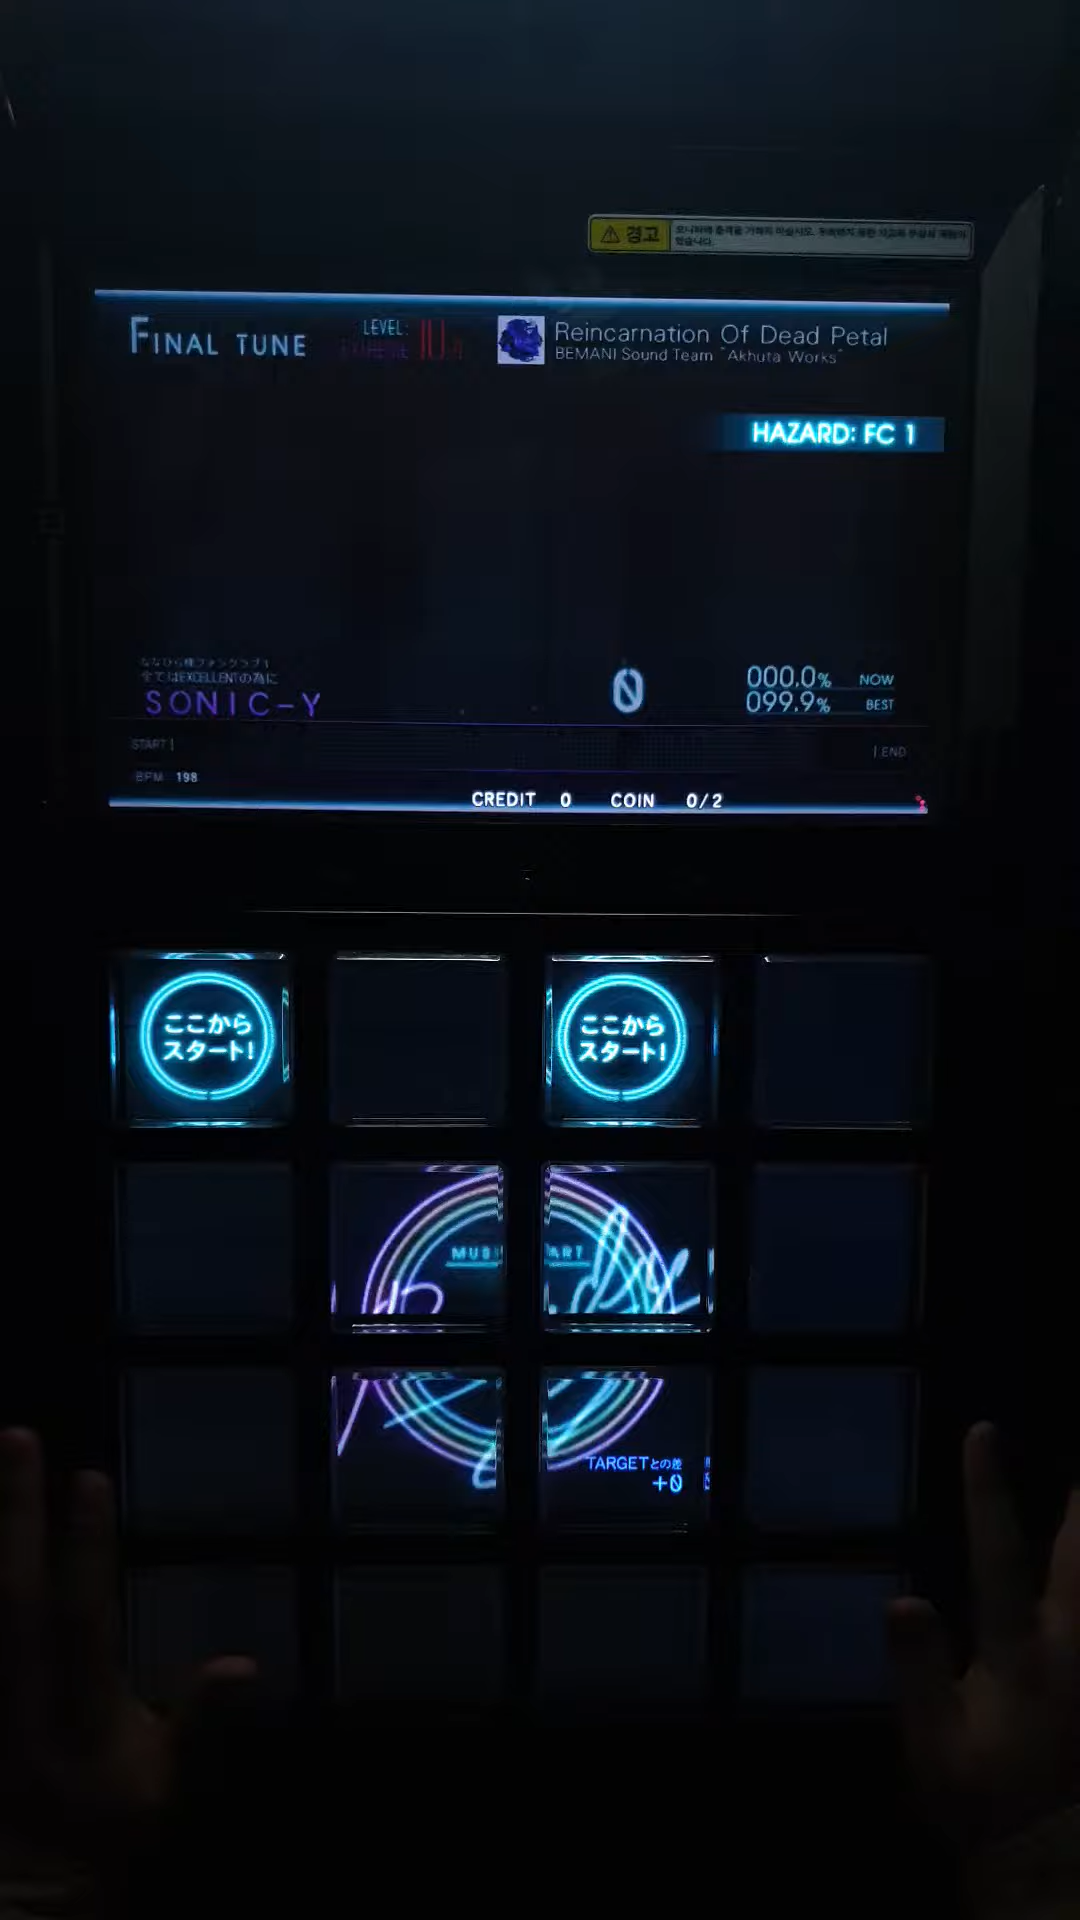 경고
FINAL TUNE
LEVEL:
EXTREME 10.9
Reincarnation Of Dead Petal
BEMANI Sound Team "Akhuta Works"
HAZARD: FC 1
ななひら様ファンクラブ1
全てはEXCELLENTの為に
SONIC-Y
0
000.0% NOW
099.9% BEST
START |
| END
BPM 198
CREDIT 0 COIN 0/2
ここから
スタート!
ここから
スタート!
TARGETとの差
+0